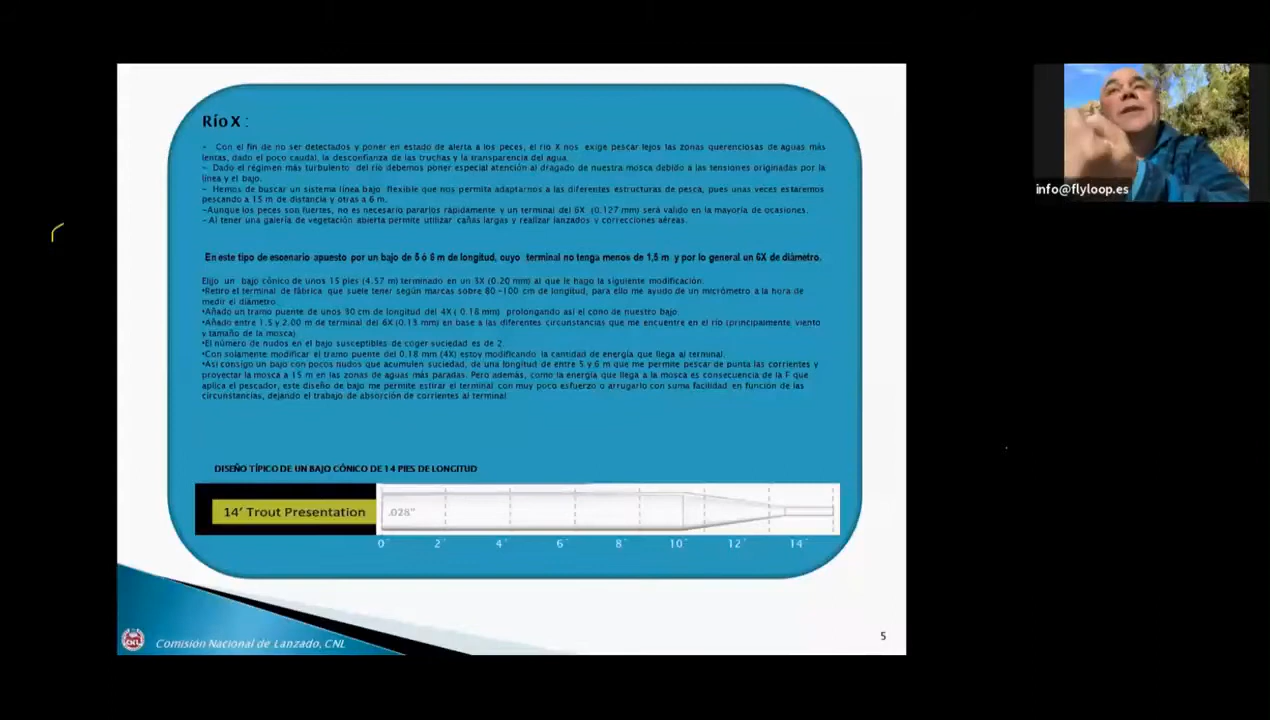 Río X :
- Con el fin de no ser detectados y poner en estado de alerta a los peces, el río X nos exige pescar lejos las zonas querenciosas de aguas más
lentas, dado el poco caudal, la desconfianza de las truchas y la transparencia del agua.
- Dado el régimen más turbulento del río debemos poner especial atención al dragado de nuestra mosca debido a las tensiones originadas por la
línea y el bajo.
- Hemos de buscar un sistema línea bajo flexible que nos permita adaptarnos a las diferentes estructuras de pesca, pues unas veces estaremos
pescando a 15 m de distancia y otras a 6 m.
-Aunque los peces son fuertes, no es necesario pararlos rápidamente y un terminal del 6X (0.127 mm) será valido en la mayoría de ocasiones.
- Al tener una galería de vegetación abierta permite utilizar cañas largas y realizar lanzados y correcciones aéreas.
En este tipo de escenario apuesto por un bajo de 5 ó 6 m de longitud, cuyo terminal no tenga menos de 1,5 m y por lo general un 6X de diámetro.
Elijo un bajo cónico de unos 15 pies (4.57 m) terminado en un 3X (0.20 mm) al que le hago la siguiente modificación.
•Retiro el terminal de fábrica que suele tener según marcas sobre 80 -100 cm de longitud, para ello me ayudo de un micrómetro a la hora de
medir el diámetro.
•Añado un tramo puente de unos 30 cm de longitud del 4X ( 0.18 mm) prolongando así el cono de nuestro bajo
•Añado entre 1.5 y 2.00 m de terminal del 6X (0.13 mm) en base a las diferentes circunstancias que me encuentre en el río (principalmente viento
y tamaño de la mosca)
•El número de nudos en el bajo susceptibles de coger suciedad es de 2.
•Con solamente modificar el tramo puente del 0.18 mm (4X) estoy modificando la cantidad de energía que llega al terminal.
•Así consigo un bajo con pocos nudos que acumulen suciedad, de una longitud de entre 5 y 6 m que me permite pescar de punta las corrientes y
proyectar la mosca a 15 m en las zonas de aguas más paradas. Pero además, como la energía que llega a la mosca es consecuencia de la F que
aplica el pescador, este diseño de bajo me permite estirar el terminal con muy poco esfuerzo o arrugarlo con suma facilidad en función de las
circunstancias, dejando el trabajo de absorción de corrientes al terminal
DISEÑO TÍPICO DE UN BAJO CÓNICO DE 14 PIES DE LONGITUD
14' Trout Presentation .028"
0' 2' 4' 6' 8' 10' 12' 14'
CNL Comisión Nacional de Lanzado, CNL
5
info@flyloop.es